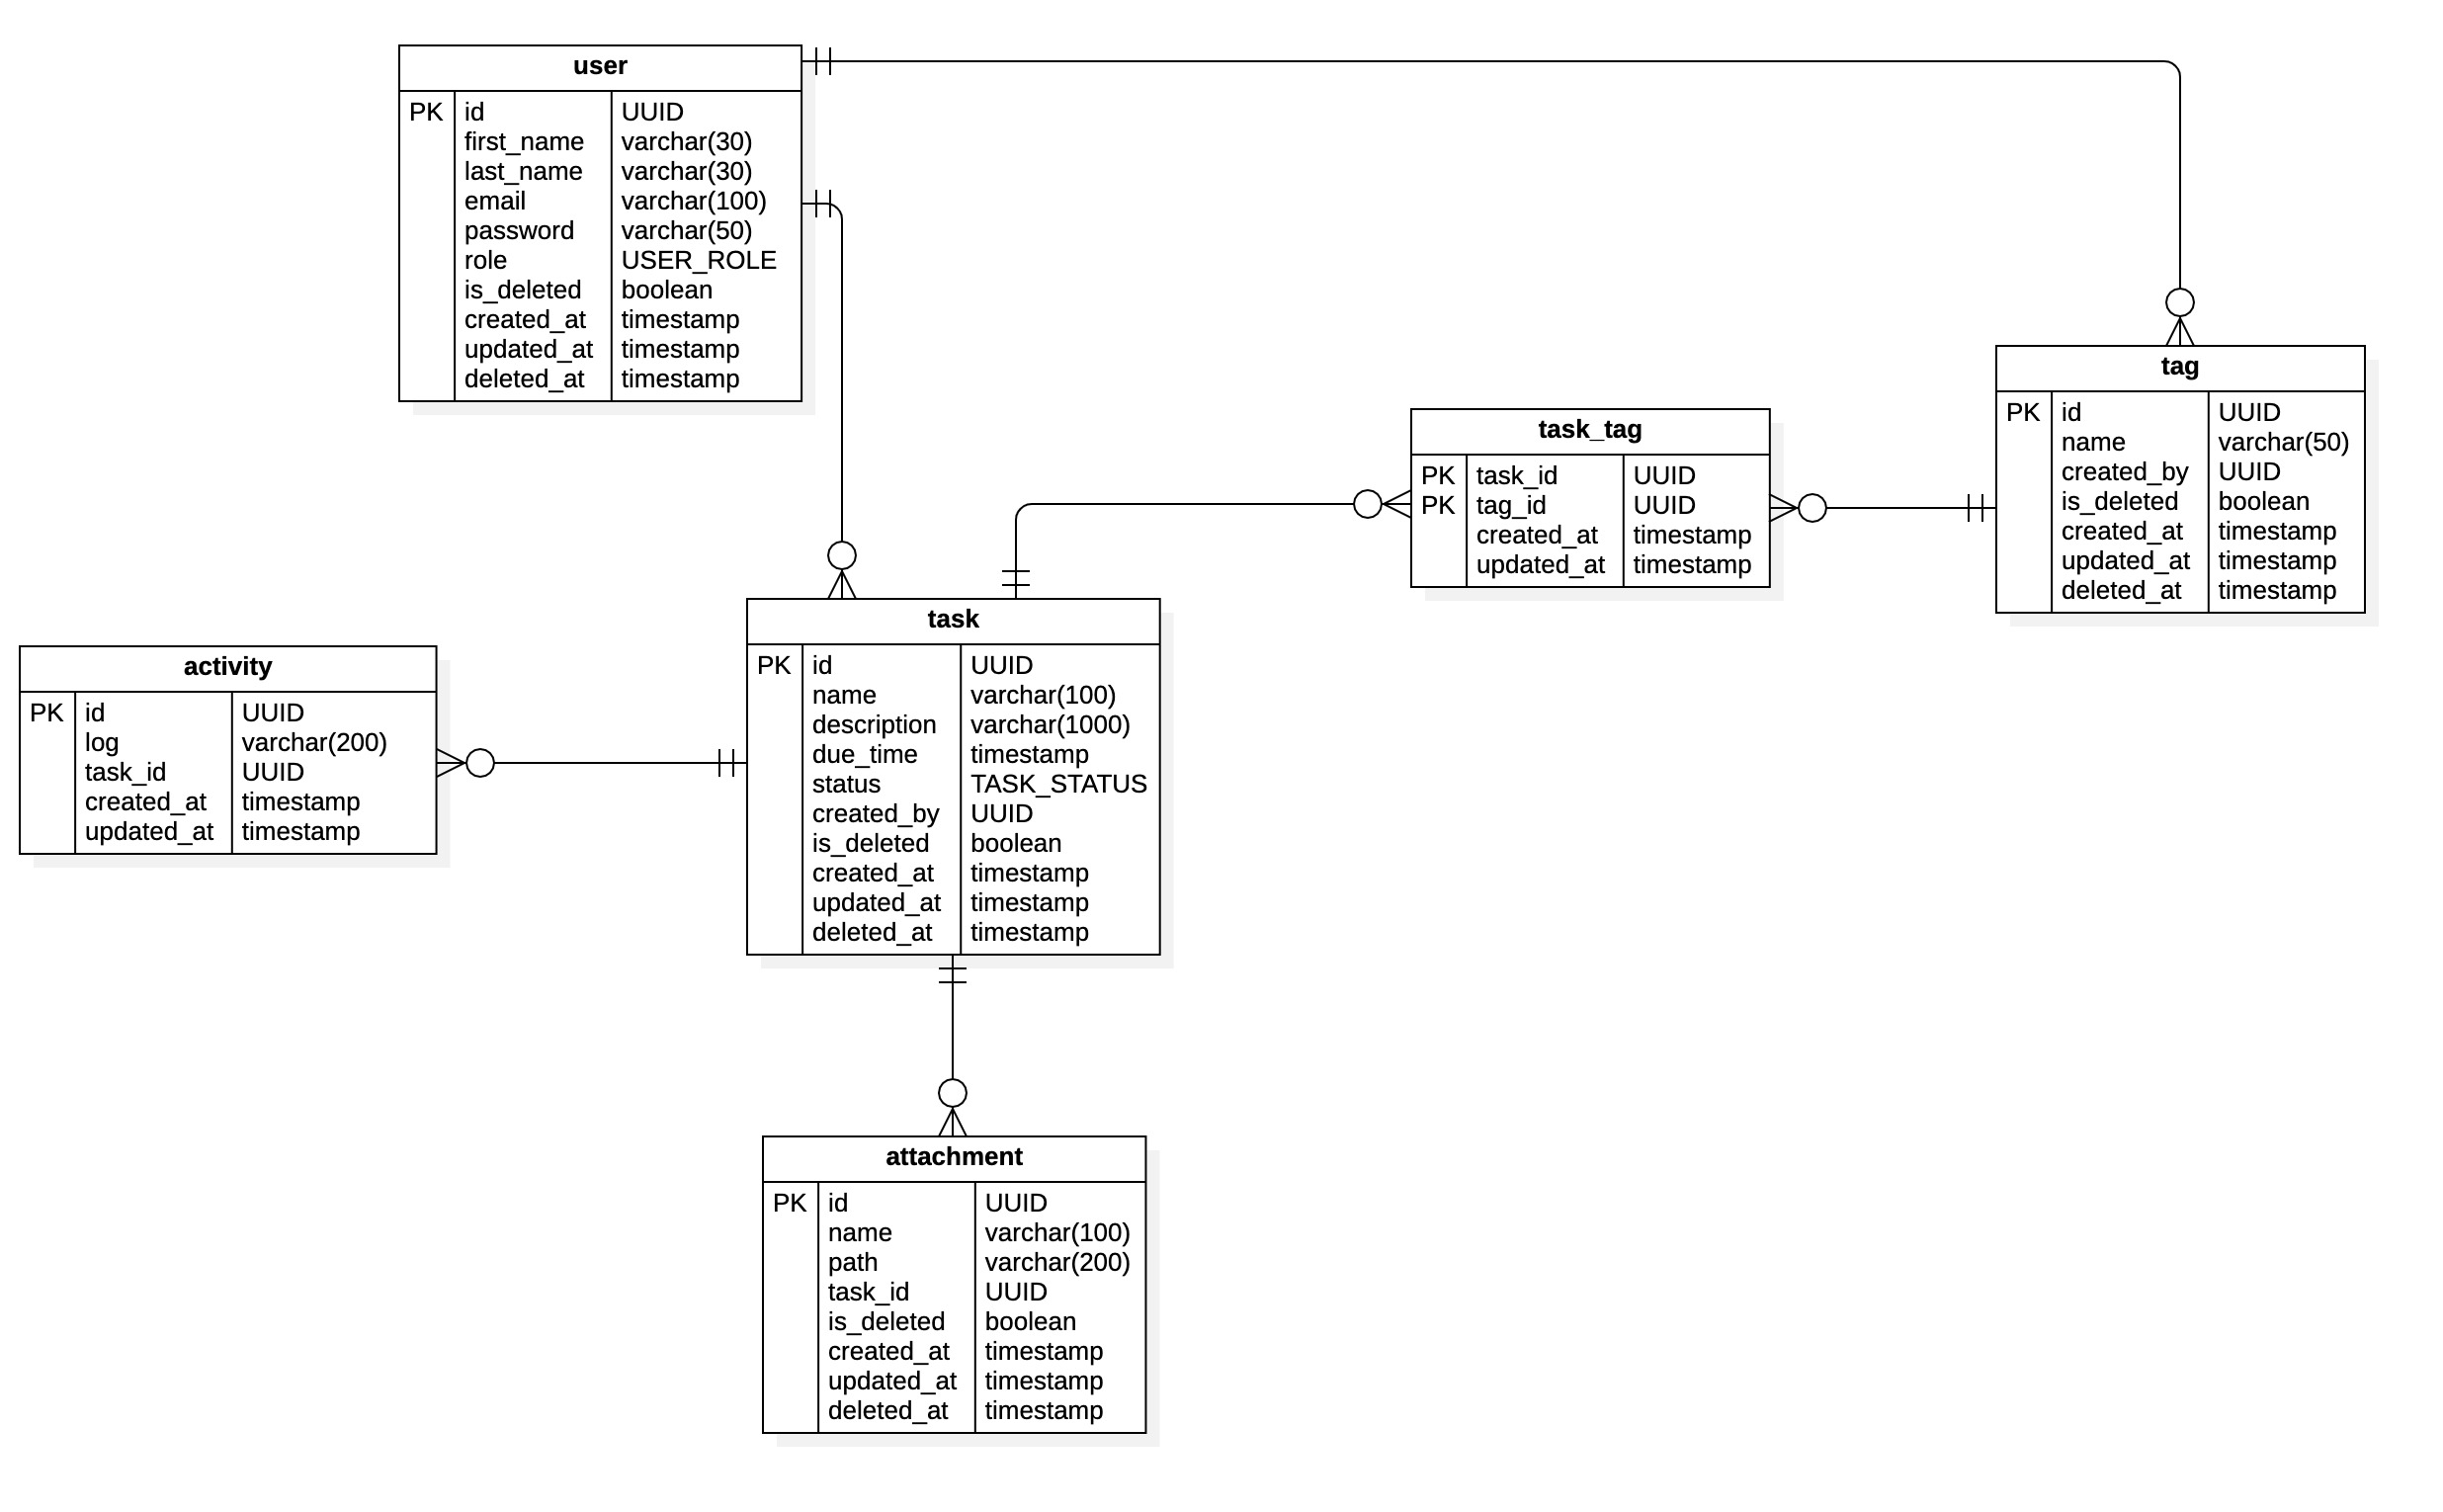 user
PK id UUID
first_name varchar(30)
last_name varchar(30)
email varchar(100)
password varchar(50)
role USER_ROLE
is_deleted boolean
created_at timestamp
updated_at timestamp
deleted_at timestamp
tag
PK id UUID
name varchar(50)
created_by UUID
is_deleted boolean
created_at timestamp
updated_at timestamp
deleted_at timestamp
task_tag
PK task_id UUID
PK tag_id UUID
created_at timestamp
updated_at timestamp
task
PK id UUID
name varchar(100)
description varchar(1000)
due_time timestamp
status TASK_STATUS
created_by UUID
is_deleted boolean
created_at timestamp
updated_at timestamp
deleted_at timestamp
activity
PK id UUID
log varchar(200)
task_id UUID
created_at timestamp
updated_at timestamp
attachment
PK id UUID
name varchar(100)
path varchar(200)
task_id UUID
is_deleted boolean
created_at timestamp
updated_at timestamp
deleted_at timestamp